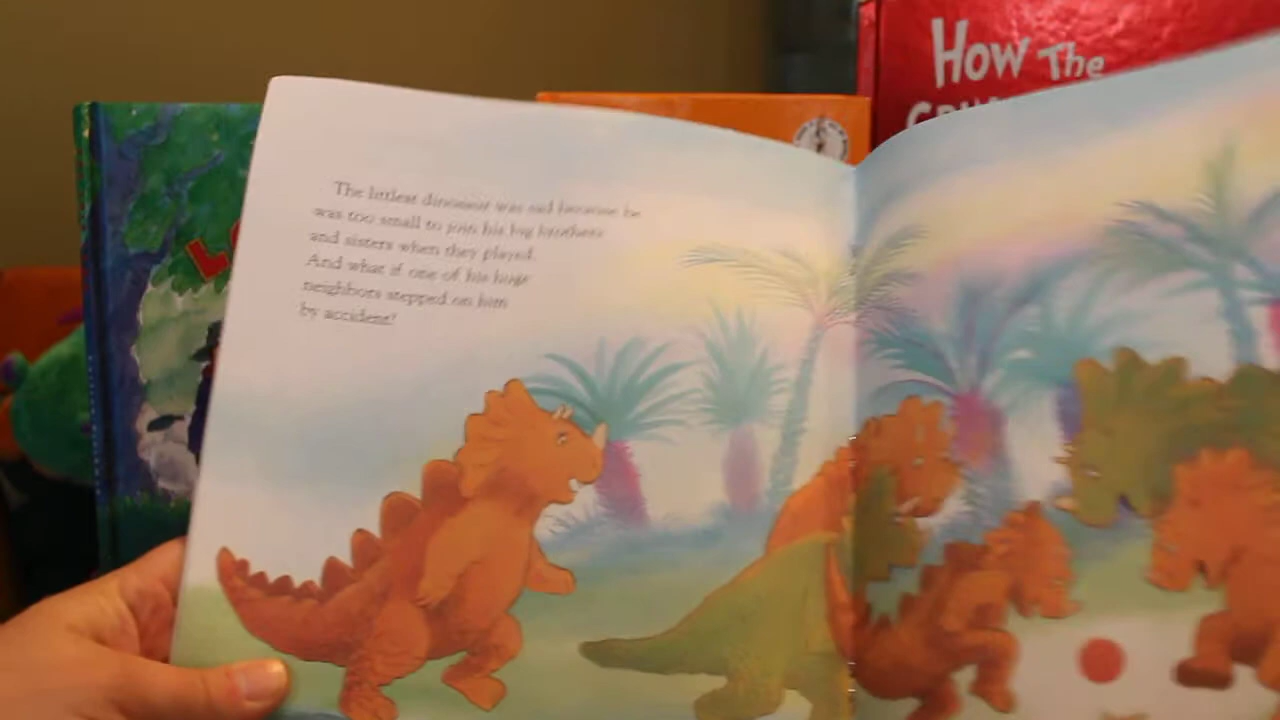 How The
The littlest dinosaur was sad because he
was too small to join his big brothers
and sisters when they played.
And what if one of his huge
neighbors stepped on him
by accident?